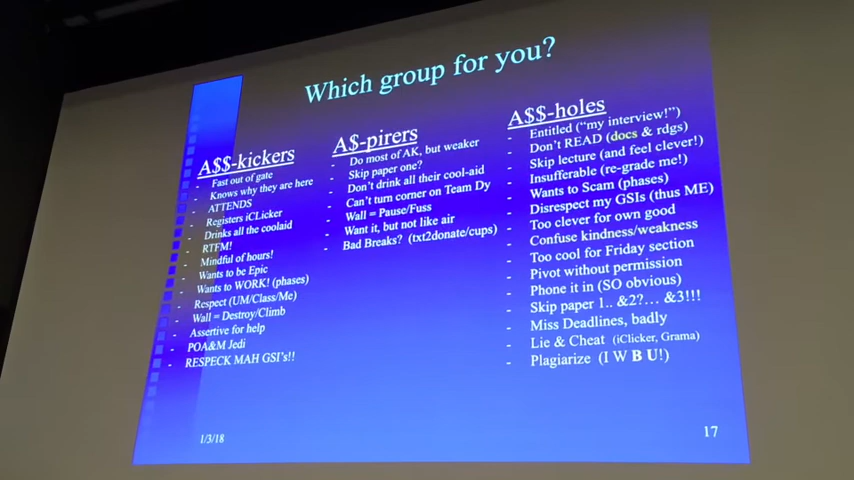 Which group for you?
A$$-kickers
- Fast out of gate
- Knows why they are here
- ATTENDS
- Registers iCLicker
- Drinks all the coolaid
- RTFM!
- Mindful of hours!
- Wants to be Epic
- Wants to WORK! (phases)
- Respect (UM/Class/Me)
- Wall = Destroy/Climb
- Assertive for help
- POA&M Jedi
- RESPECK MAH GSI's!!
A$-pirers
- Do most of AK, but weaker
- Skip paper one?
- Don't drink all their cool-aid
- Can't turn corner on Team Dy
- Wall = Pause/Fuss
- Want it, but not like air
- Bad Breaks? (txt2donate/cups)
A$$-holes
- Entitled ("my interview!")
- Don't READ (docs & rdgs)
- Skip lecture (and feel clever!)
- Insufferable (re-grade me!)
- Wants to Scam (phases)
- Disrespect my GSIs (thus ME)
- Too clever for own good
- Confuse kindness/weakness
- Too cool for Friday section
- Pivot without permission
- Phone it in (SO obvious)
- Skip paper 1.. &2?... &3!!!
- Miss Deadlines, badly
- Lie & Cheat (iClicker, Grama)
- Plagiarize (I W B U!)
1/3/18
17